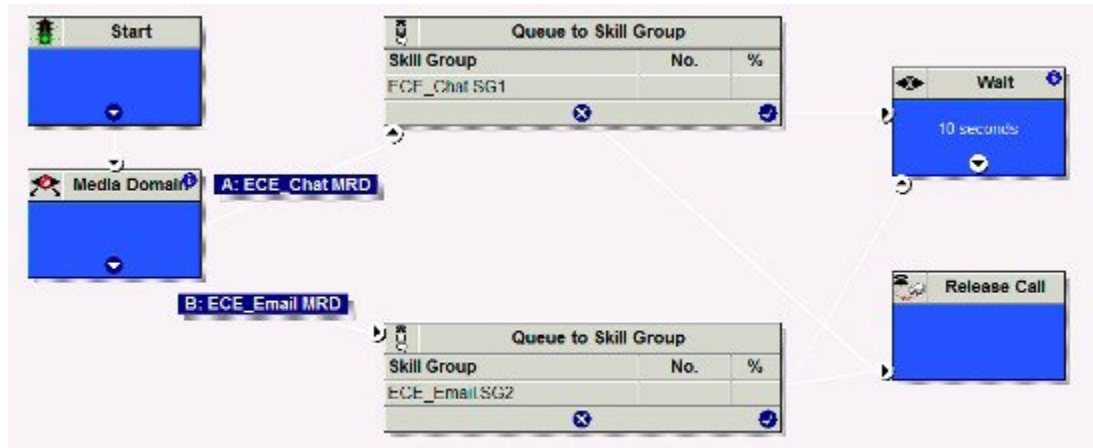 Start
Queue to Skill Group
Skill Group No. %
ECE_Chat SG1
Wait
10 seconds
Media Domain
A: ECE_Chat MRD
B: ECE_Email MRD
Release Call
Queue to Skill Group
Skill Group No. %
ECE_Email SG2